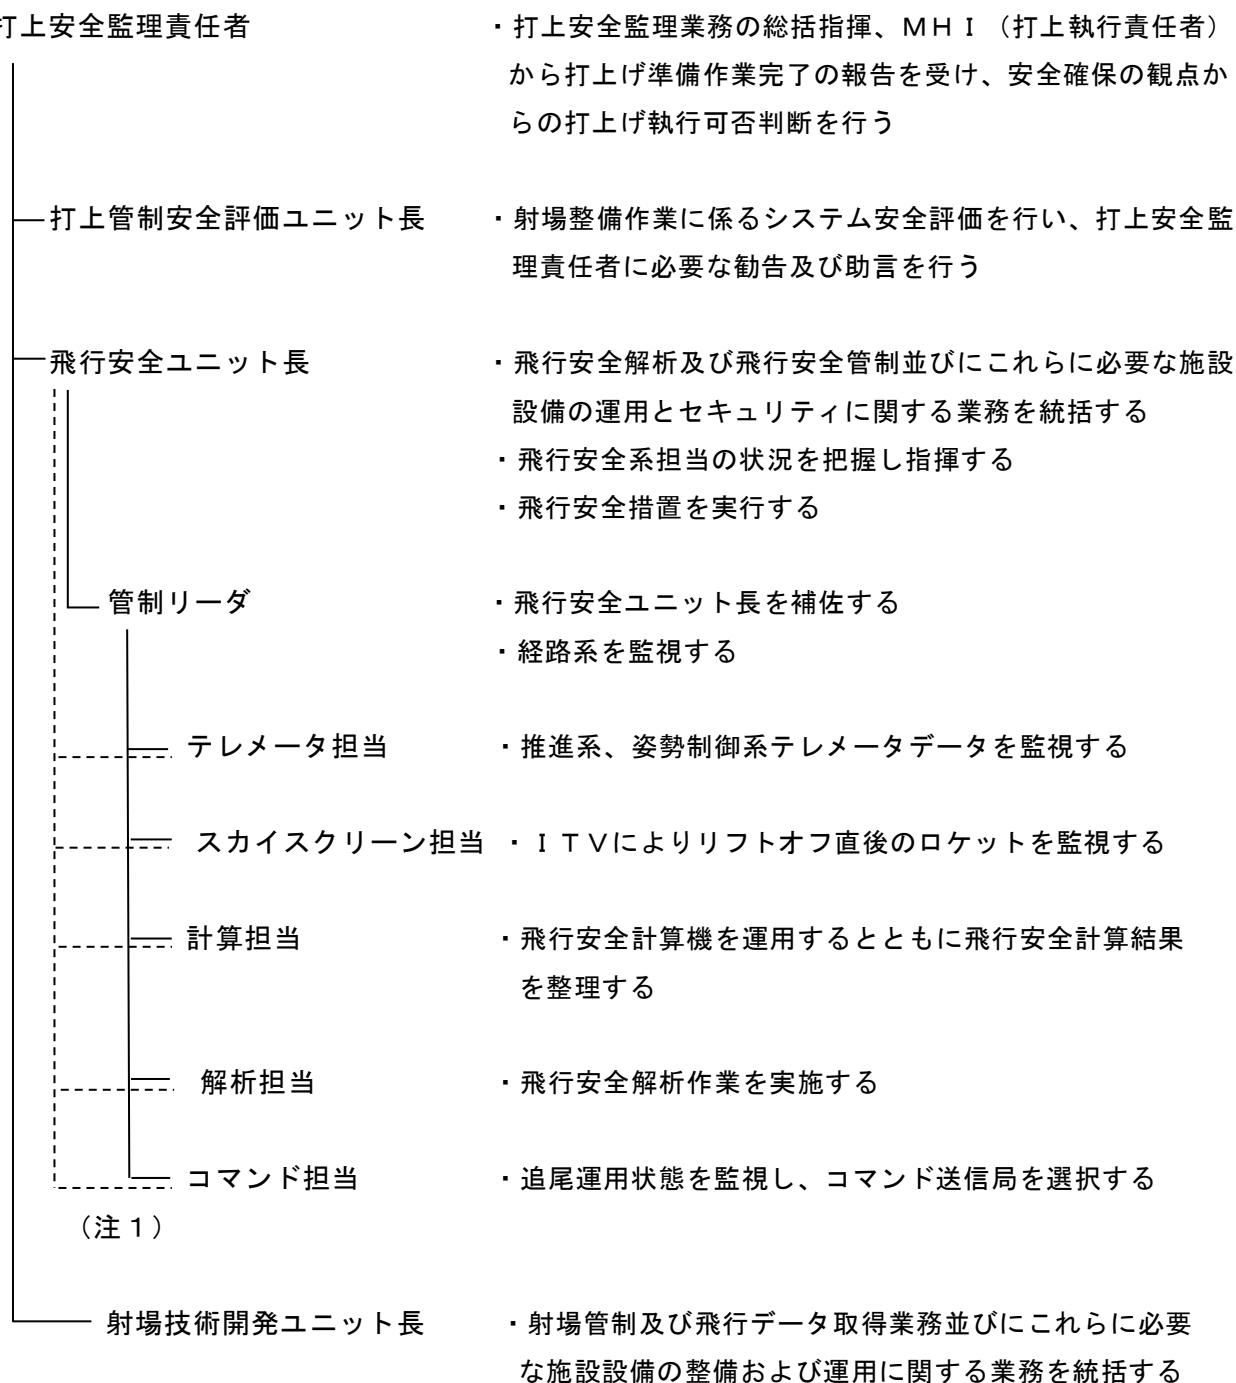 打上安全監理責任者 ・打上安全監理業務の総括指揮、ＭＨＩ（打上執行責任者）
から打上げ準備作業完了の報告を受け、安全確保の観点か
らの打上げ執行可否判断を行う
打上管制安全評価ユニット長 ・射場整備作業に係るシステム安全評価を行い、打上安全監
理責任者に必要な勧告及び助言を行う
飛行安全ユニット長 ・飛行安全解析及び飛行安全管制並びにこれらに必要な施設
設備の運用とセキュリティに関する業務を統括する
・飛行安全系担当の状況を把握し指揮する
・飛行安全措置を実行する
管制リーダ ・飛行安全ユニット長を補佐する
・経路系を監視する
テレメータ担当 ・推進系、姿勢制御系テレメータデータを監視する
スカイスクリーン担当 ・ＩＴＶによりリフトオフ直後のロケットを監視する
計算担当 ・飛行安全計算機を運用するとともに飛行安全計算結果
を整理する
解析担当 ・飛行安全解析作業を実施する
コマンド担当 ・追尾運用状態を監視し、コマンド送信局を選択する
（注１）
射場技術開発ユニット長 ・射場管制及び飛行データ取得業務並びにこれらに必要
な施設設備の整備および運用に関する業務を統括する